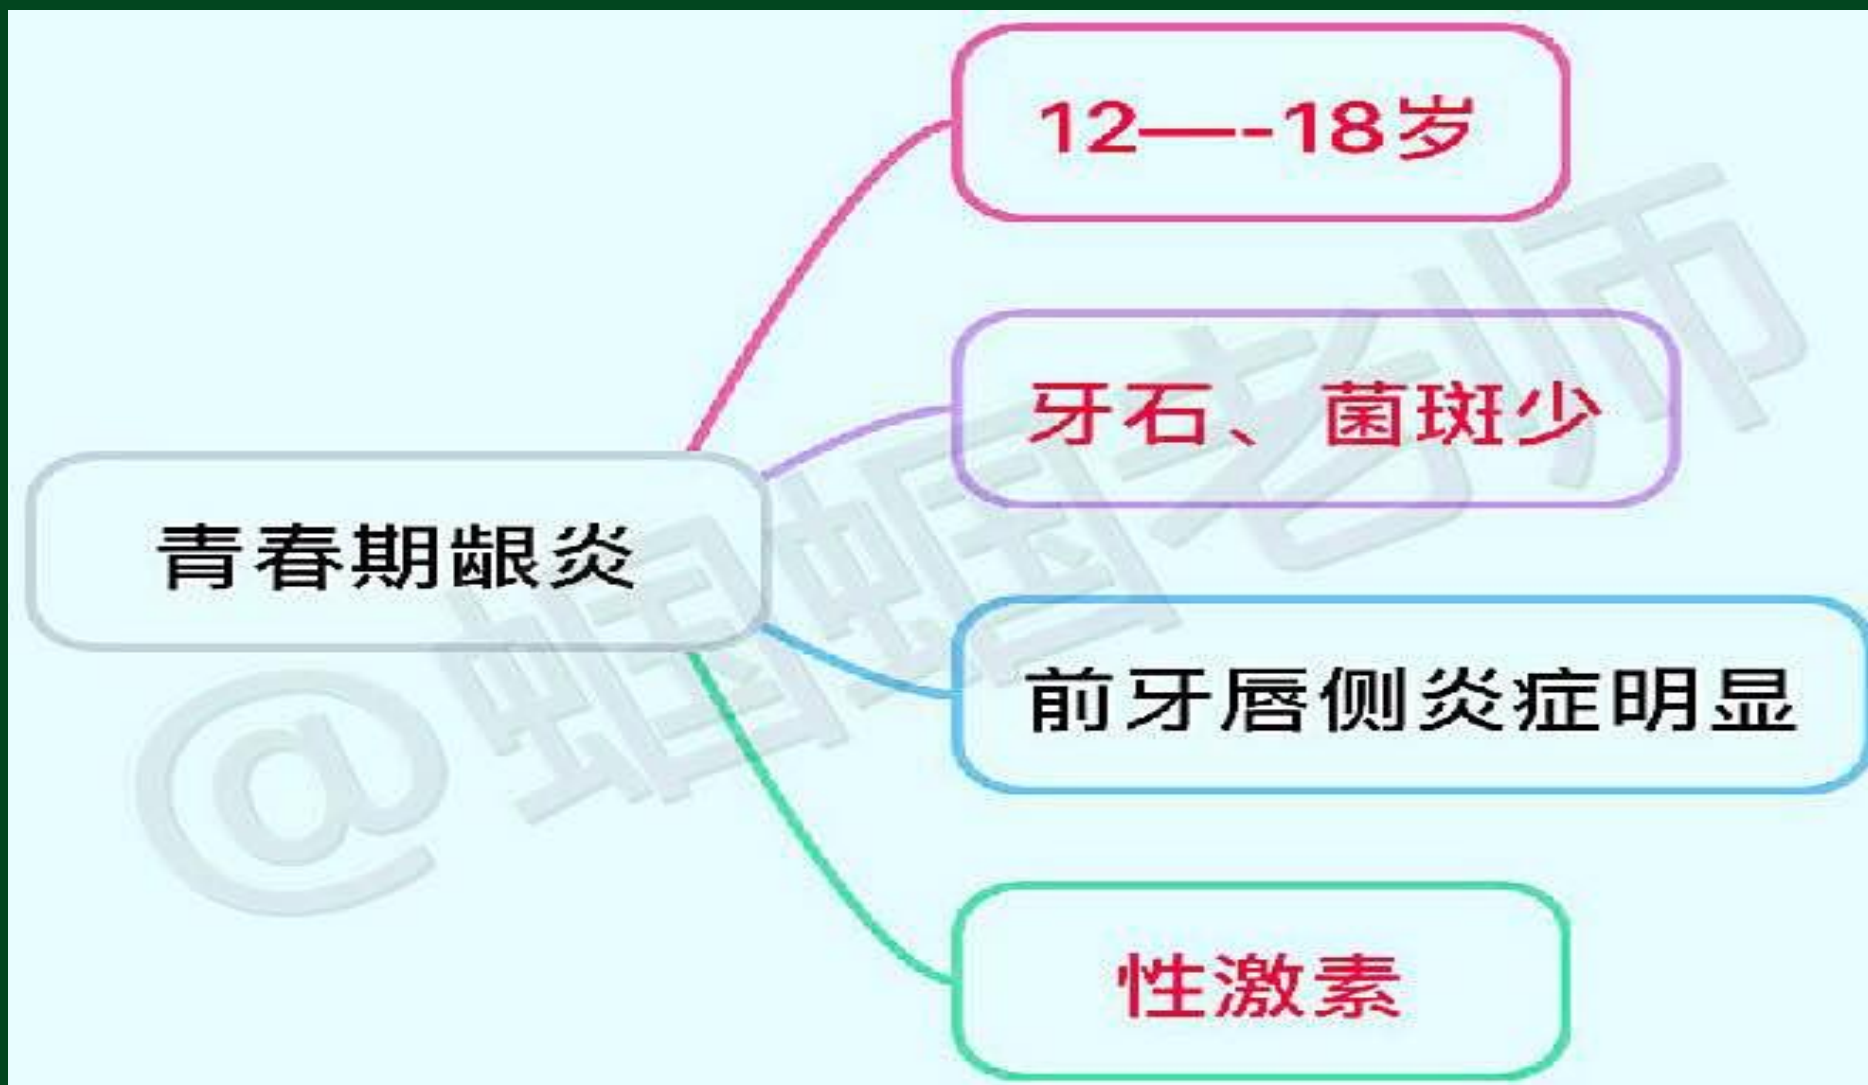 12—-18岁
牙石、菌斑少
青春期龈炎
前牙唇侧炎症明显
性激素
@蝈蝈老师